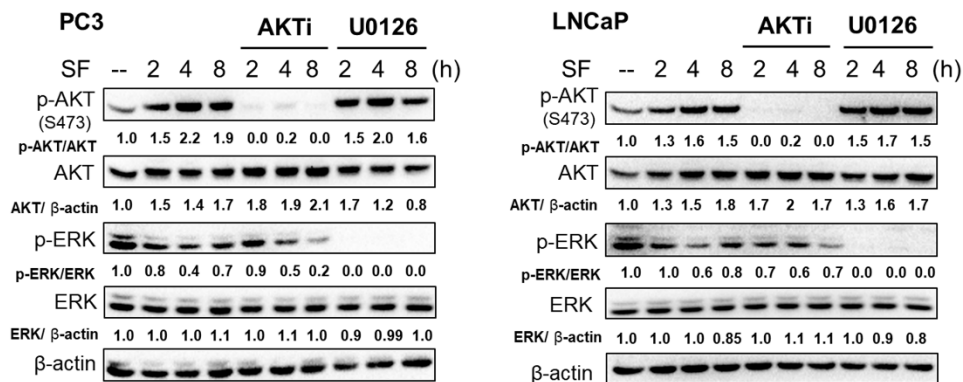 PC3
AKTi U0126
SF -- 2 4 8 2 4 8 2 4 8 (h)
p-AKT
(S473)
1.0 1.5 2.2 1.9 0.0 0.2 0.0 1.5 2.0 1.6
p-AKT/AKT
AKT
AKT/ β-actin 1.0 1.5 1.4 1.7 1.8 1.9 2.1 1.7 1.2 0.8
p-ERK
p-ERK/ERK 1.0 0.8 0.4 0.7 0.9 0.5 0.2 0.0 0.0 0.0
ERK
ERK/ β-actin 1.0 1.0 1.0 1.1 1.0 1.1 1.0 0.9 0.99 1.0
β-actin
LNCaP
AKTi U0126
SF -- 2 4 8 2 4 8 2 4 8 (h)
p-AKT
(S473)
1.0 1.3 1.6 1.5 0.0 0.2 0.0 1.5 1.7 1.5
p-AKT/AKT
AKT
AKT/ β-actin 1.0 1.3 1.5 1.8 1.7 2 1.7 1.3 1.6 1.7
p-ERK
p-ERK/ERK 1.0 1.0 0.6 0.8 0.7 0.6 0.7 0.0 0.0 0.0
ERK
ERK/ β-actin 1.0 1.0 1.0 0.85 1.0 1.1 1.1 1.0 0.9 0.8
β-actin